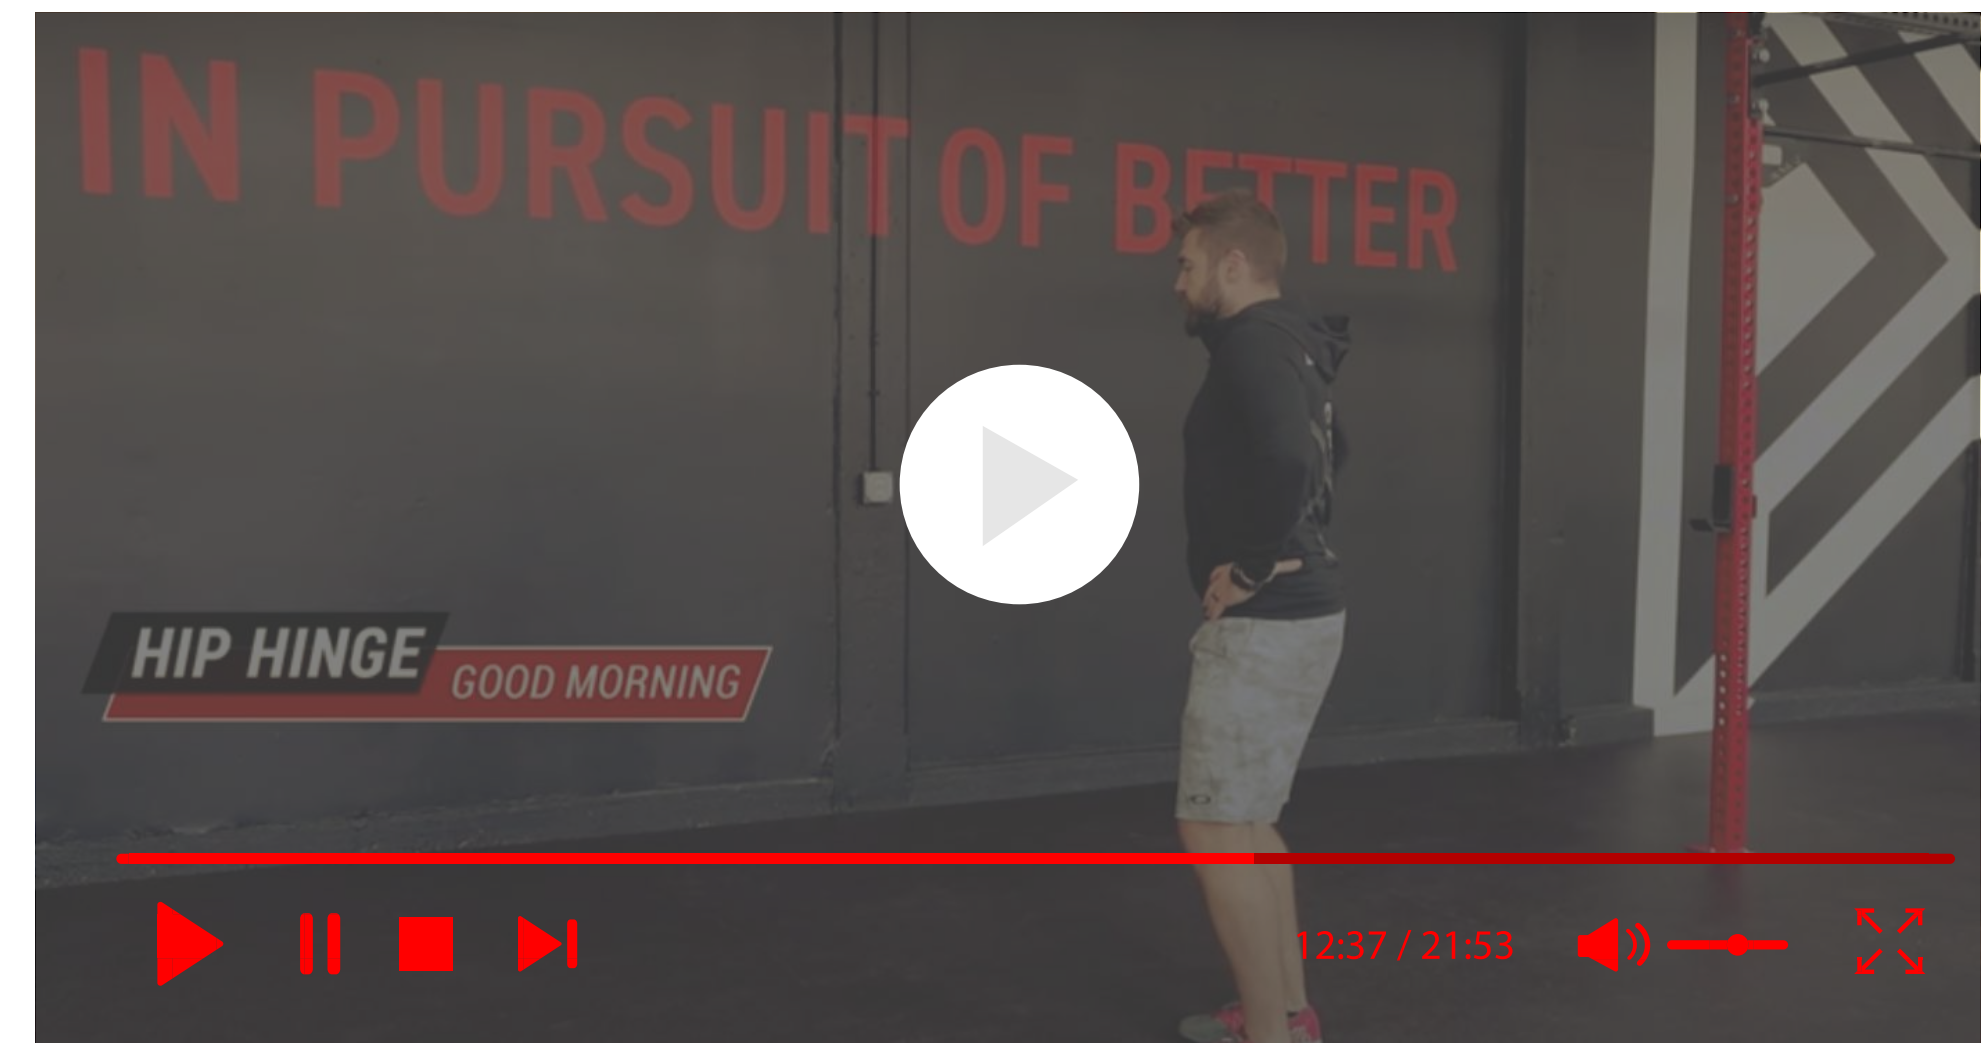 IN PURSUIT OF BETTER
HIP HINGE
GOOD MORNING
12:37 / 21:53